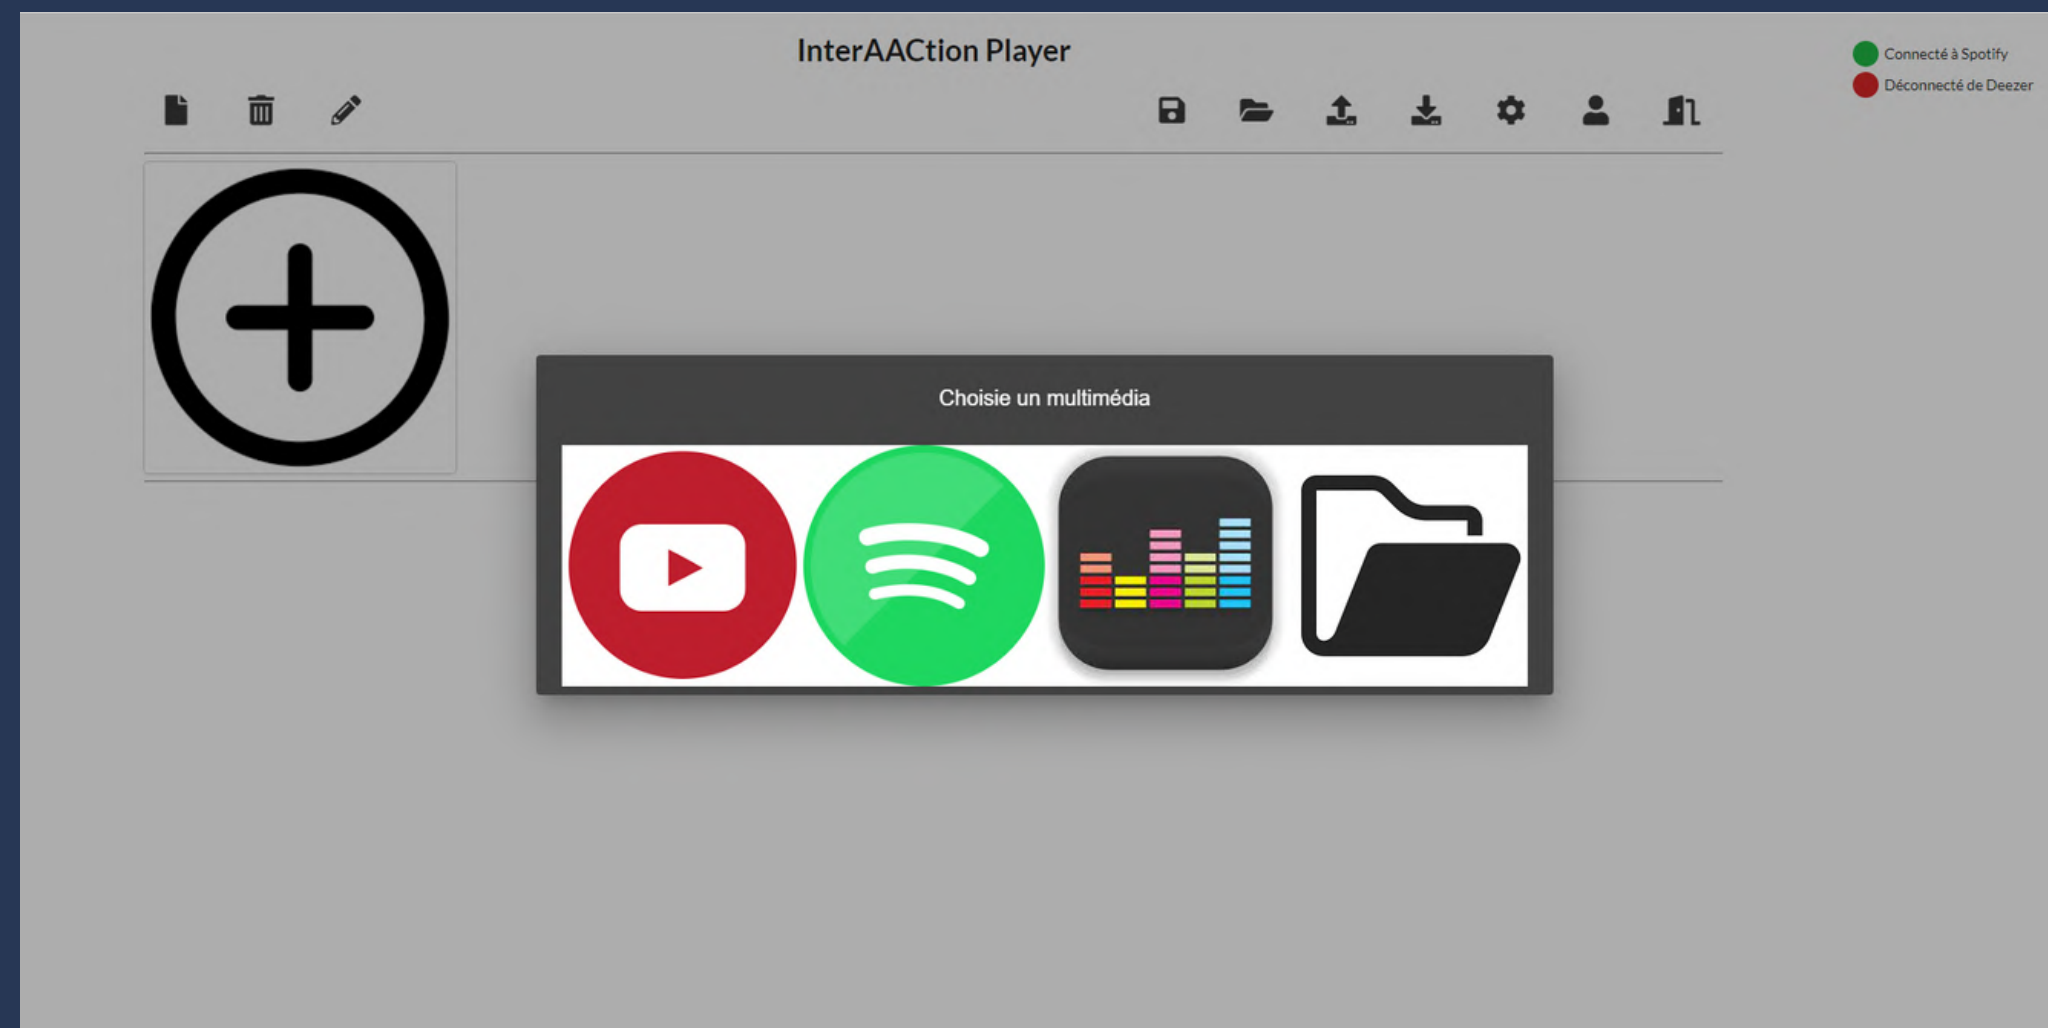 InterAACtion Player
Connecté à Spotify
Déconnecté de Deezer
Choisie un multimédia